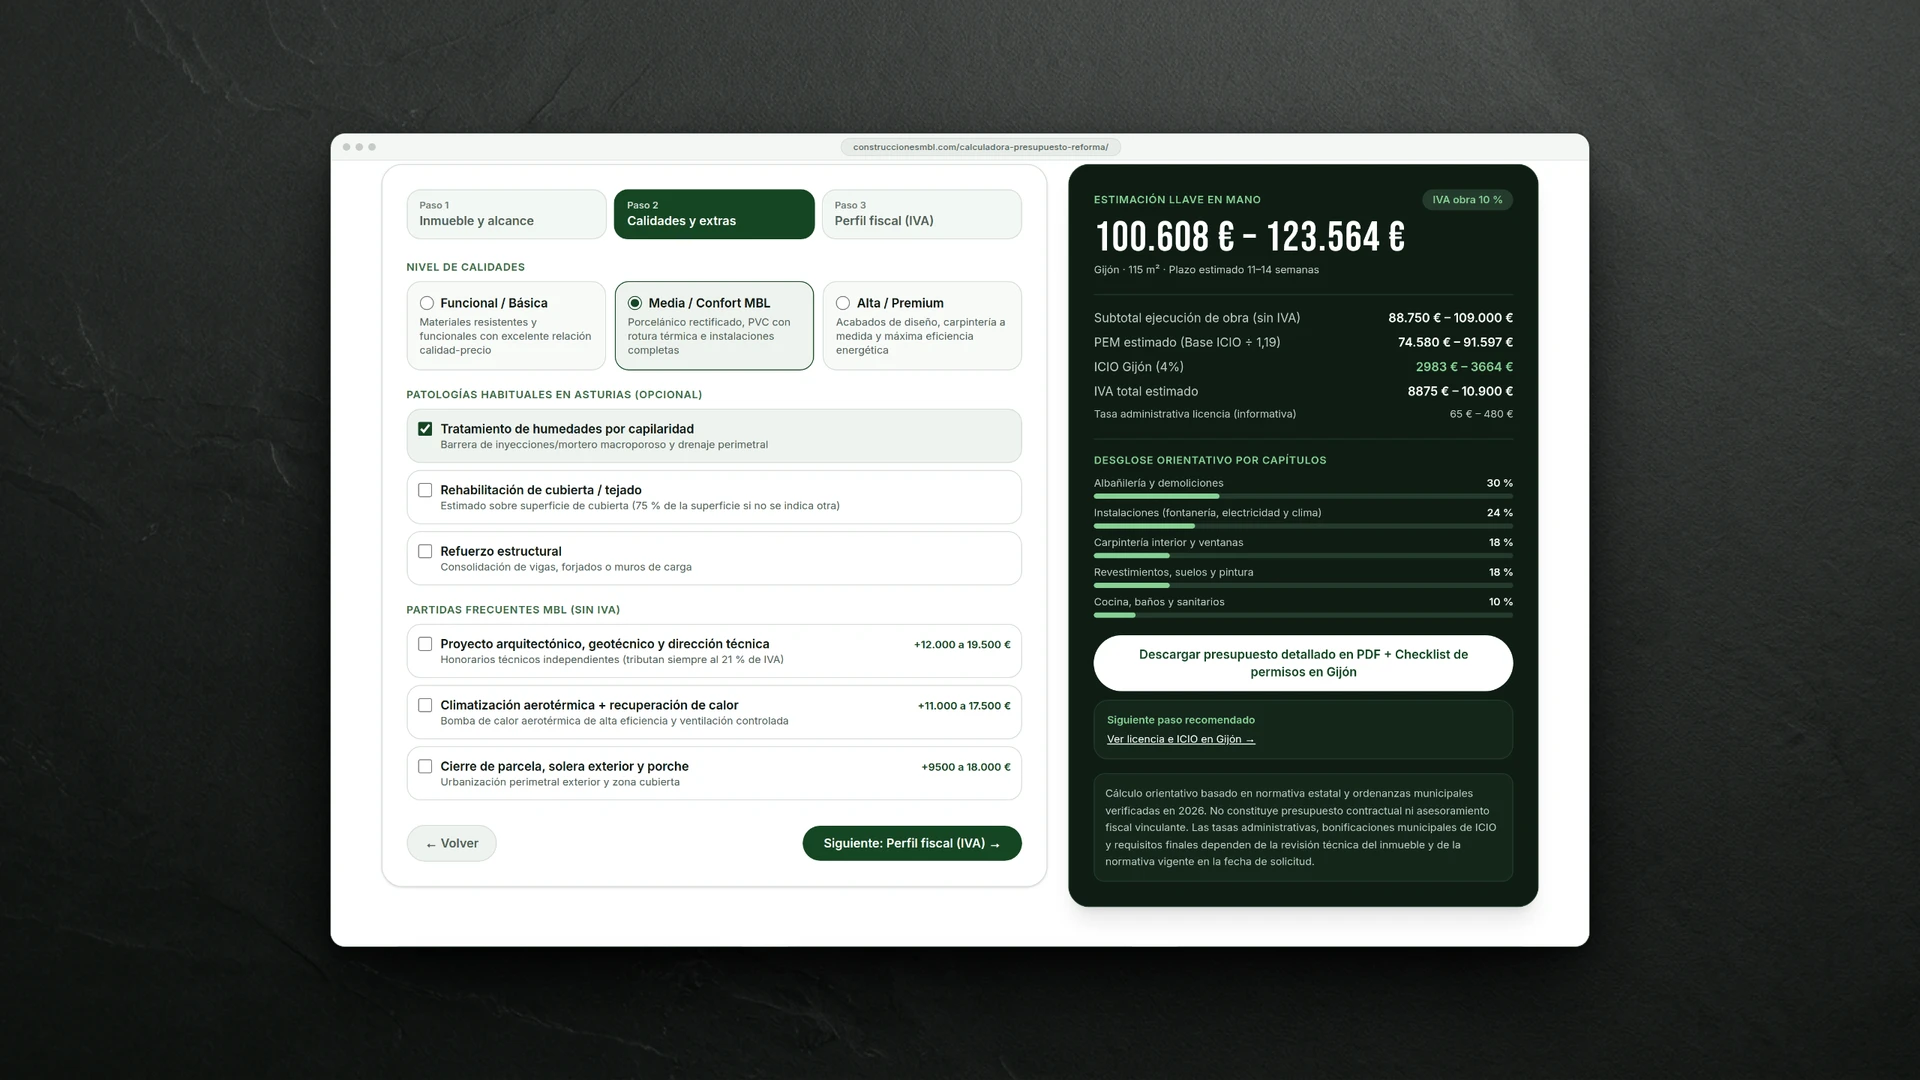 construccionesmbl.com/calculadora-presupuesto-reforma/
Paso 1
Inmueble y alcance
Paso 2
Calidades y extras
Paso 3
Perfil fiscal (IVA)
NIVEL DE CALIDADES
Funcional / Básica
Materiales resistentes y
funcionales con excelente relación
calidad-precio
Media / Confort MBL
Porcelánico rectificado, PVC con
rotura térmica e instalaciones
completas
Alta / Premium
Acabados de diseño, carpintería a
medida y máxima eficiencia
energética
PATOLOGÍAS HABITUALES EN ASTURIAS (OPCIONAL)
Tratamiento de humedades por capilaridad
Barrera de inyecciones/mortero macroporoso y drenaje perimetral
Rehabilitación de cubierta / tejado
Estimado sobre superficie de cubierta (75 % de la superficie si no se indica otra)
Refuerzo estructural
Consolidación de vigas, forjados o muros de carga
PARTIDAS FRECUENTES MBL (SIN IVA)
Proyecto arquitectónico, geotécnico y dirección técnica
+12.000 a 19.500 €
Honorarios técnicos independientes (tributan siempre al 21 % de IVA)
Climatización aerotérmica + recuperación de calor
+11.000 a 17.500 €
Bomba de calor aerotérmica de alta eficiencia y ventilación controlada
Cierre de parcela, solera exterior y porche
+9500 a 18.000 €
Urbanización perimetral exterior y zona cubierta
← Volver
Siguiente: Perfil fiscal (IVA) →
ESTIMACIÓN LLAVE EN MANO
IVA obra 10 %
100.608 € – 123.564 €
Gijón · 115 m² · Plazo estimado 11–14 semanas
Subtotal ejecución de obra (sin IVA)
88.750 € – 109.000 €
PEM estimado (Base ICIO ÷ 1,19)
74.580 € – 91.597 €
ICIO Gijón (4%)
2983 € – 3664 €
IVA total estimado
8875 € – 10.900 €
Tasa administrativa licencia (informativa)
65 € – 480 €
DESGLOSE ORIENTATIVO POR CAPÍTULOS
Albañilería y demoliciones
30 %
Instalaciones (fontanería, electricidad y clima)
24 %
Carpintería interior y ventanas
18 %
Revestimientos, suelos y pintura
18 %
Cocina, baños y sanitarios
10 %
Descargar presupuesto detallado en PDF + Checklist de
permisos en Gijón
Siguiente paso recomendado
Ver licencia e ICIO en Gijón →
Cálculo orientativo basado en normativa estatal y ordenanzas municipales
verificadas en 2026. No constituye presupuesto contractual ni asesoramiento
fiscal vinculante. Las tasas administrativas, bonificaciones municipales de ICIO
y requisitos finales dependen de la revisión técnica del inmueble y de la
normativa vigente en la fecha de solicitud.